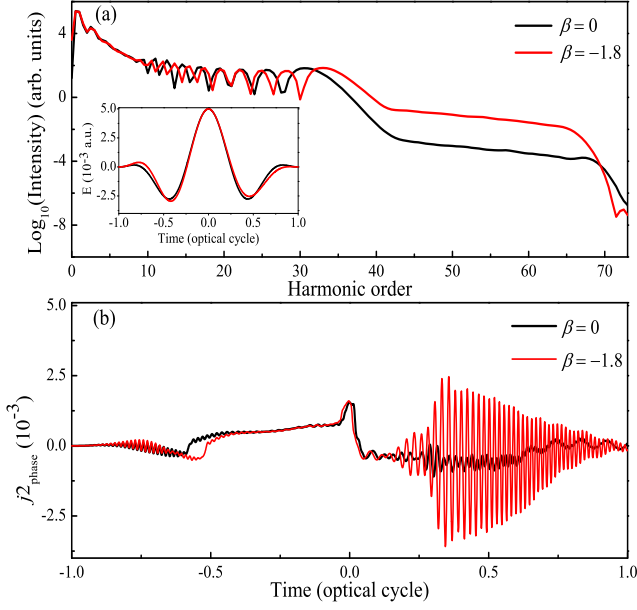 (a)
β = 0
β = −1.8
Log10(Intensity) (arb. units)
4
0
-4
-8
E (10⁻³ a.u.)
5.0
2.5
0.0
-2.5
-1.0 -0.5 0.0 0.5 1.0
Time (optical cycle)
0 10 20 30 40 50 60 70
Harmonic order
(b)
β = 0
β = −1.8
j2phase (10⁻³)
5.0
2.5
0.0
-2.5
-1.0 -0.5 0.0 0.5 1.0
Time (optical cycle)